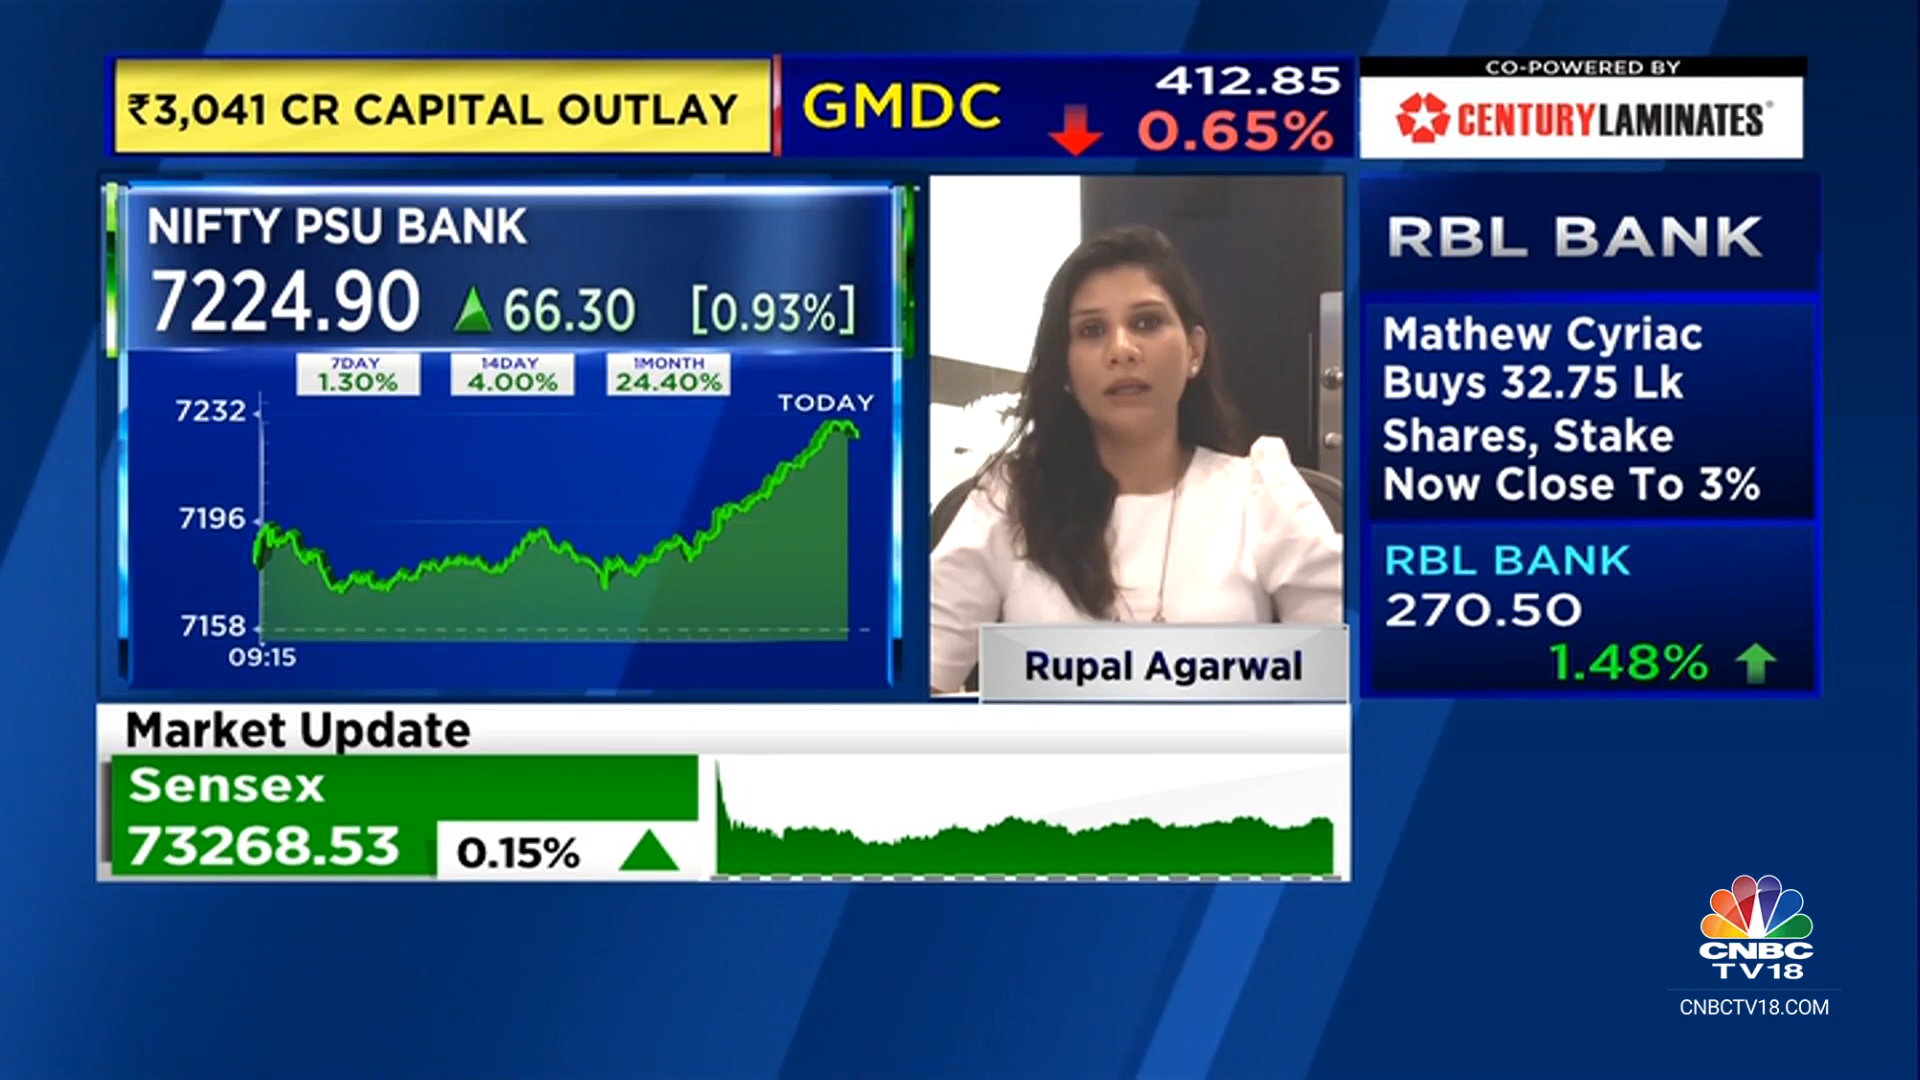 ₹3,041 CR CAPITAL OUTLAY
GMDC
412.85
0.65%
CO-POWERED BY
CENTURYLAMINATES
NIFTY PSU BANK
7224.90 66.30 [0.93%]
7DAY
1.30%
14DAY
4.00%
1MONTH
24.40%
TODAY
7232
7196
7158
09:15
Rupal Agarwal
RBL BANK
Mathew Cyriac
Buys 32.75 Lk
Shares, Stake
Now Close To 3%
RBL BANK
270.50
1.48%
Market Update
Sensex
73268.53 0.15%
CNBC
TV18
CNBCTV18.COM